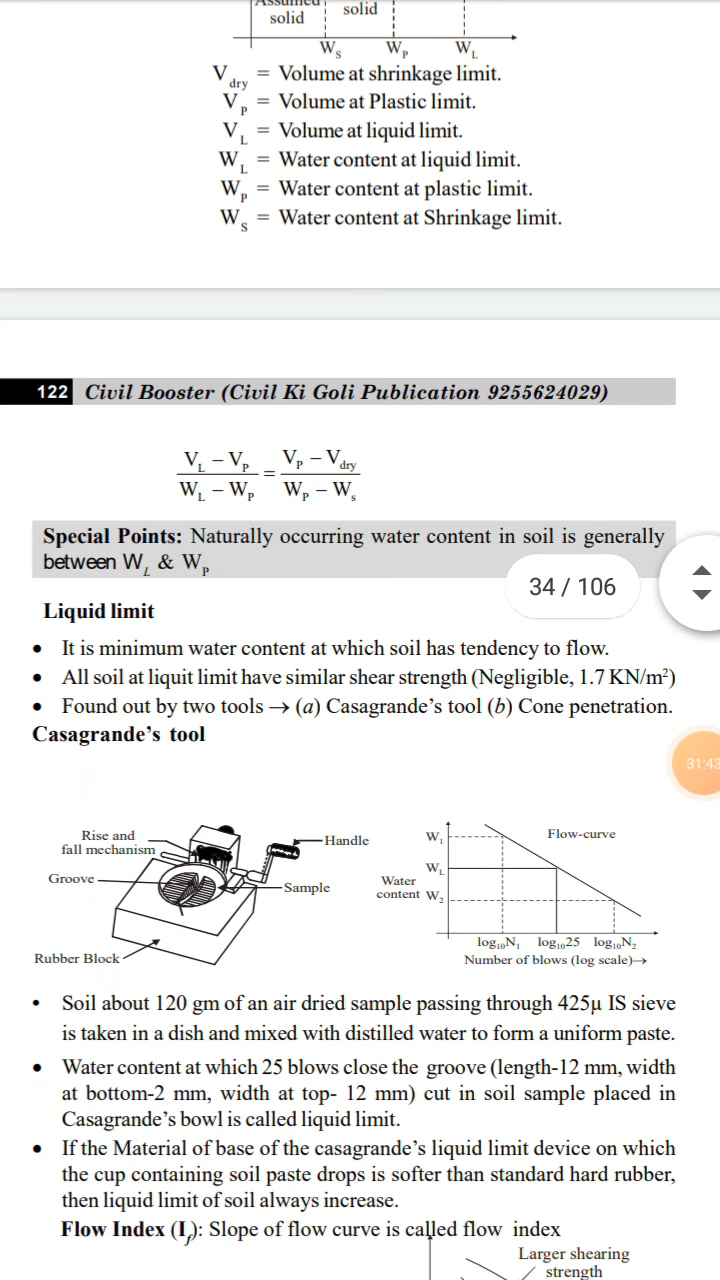 Assumed
solid
solid
W_S W_P W_L
V_dry = Volume at shrinkage limit.
V_P = Volume at Plastic limit.
V_L = Volume at liquid limit.
W_L = Water content at liquid limit.
W_P = Water content at plastic limit.
W_S = Water content at Shrinkage limit.
122 Civil Booster (Civil Ki Goli Publication 9255624029)
V_L – V_P / W_L – W_P = V_P – V_dry / W_P – W_s
Special Points: Naturally occurring water content in soil is generally
between W_L & W_P
34 / 106
Liquid limit
• It is minimum water content at which soil has tendency to flow.
• All soil at liquit limit have similar shear strength (Negligible, 1.7 KN/m²)
• Found out by two tools → (a) Casagrande's tool (b) Cone penetration.
Casagrande's tool
31:43
Rise and
fall mechanism
Handle
Groove
Sample
Rubber Block
Flow-curve
W_1
W_L
Water
content W_2
log_10N_1 log_10 25 log_10N_2
Number of blows (log scale)→
• Soil about 120 gm of an air dried sample passing through 425μ IS sieve
is taken in a dish and mixed with distilled water to form a uniform paste.
• Water content at which 25 blows close the groove (length-12 mm, width
at bottom-2 mm, width at top- 12 mm) cut in soil sample placed in
Casagrande's bowl is called liquid limit.
• If the Material of base of the casagrande's liquid limit device on which
the cup containing soil paste drops is softer than standard hard rubber,
then liquid limit of soil always increase.
Flow Index (I_f): Slope of flow curve is called flow index
Larger shearing
strength